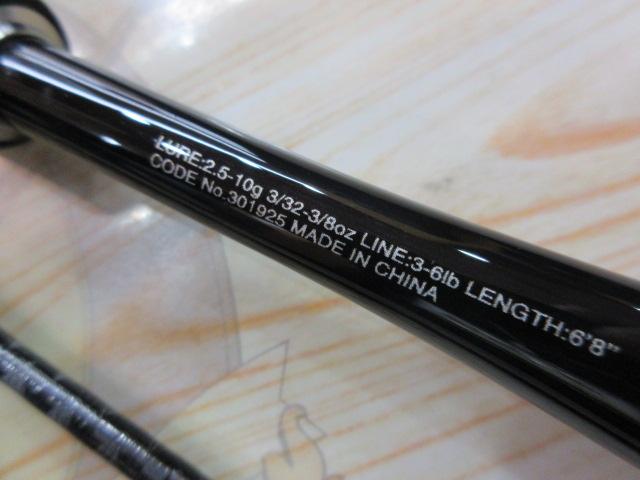 LURE:2.5-10g 3/32-3/8oz LINE:3-6lb LENGTH:6'8"
CODE No.301925 MADE IN CHINA